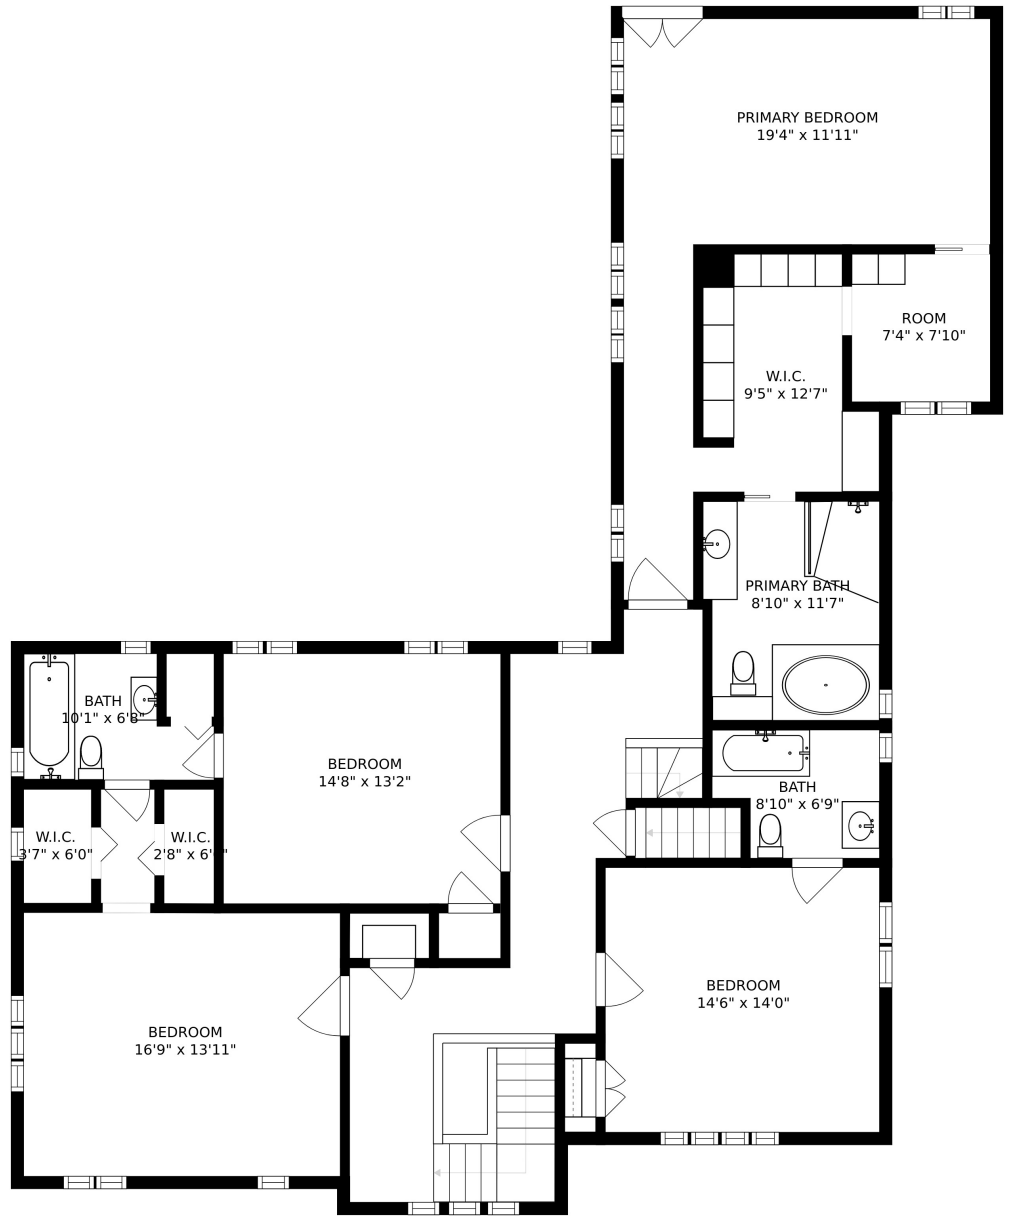 PRIMARY BEDROOM
19'4" x 11'11"
ROOM
7'4" x 7'10"
W.I.C.
9'5" x 12'7"
PRIMARY BATH
8'10" x 11'7"
BATH
10'1" x 6'8"
BEDROOM
14'8" x 13'2"
BATH
8'10" x 6'9"
W.I.C.
3'7" x 6'0"
W.I.C.
2'8" x
BEDROOM
14'6" x 14'0"
BEDROOM
16'9" x 13'11"